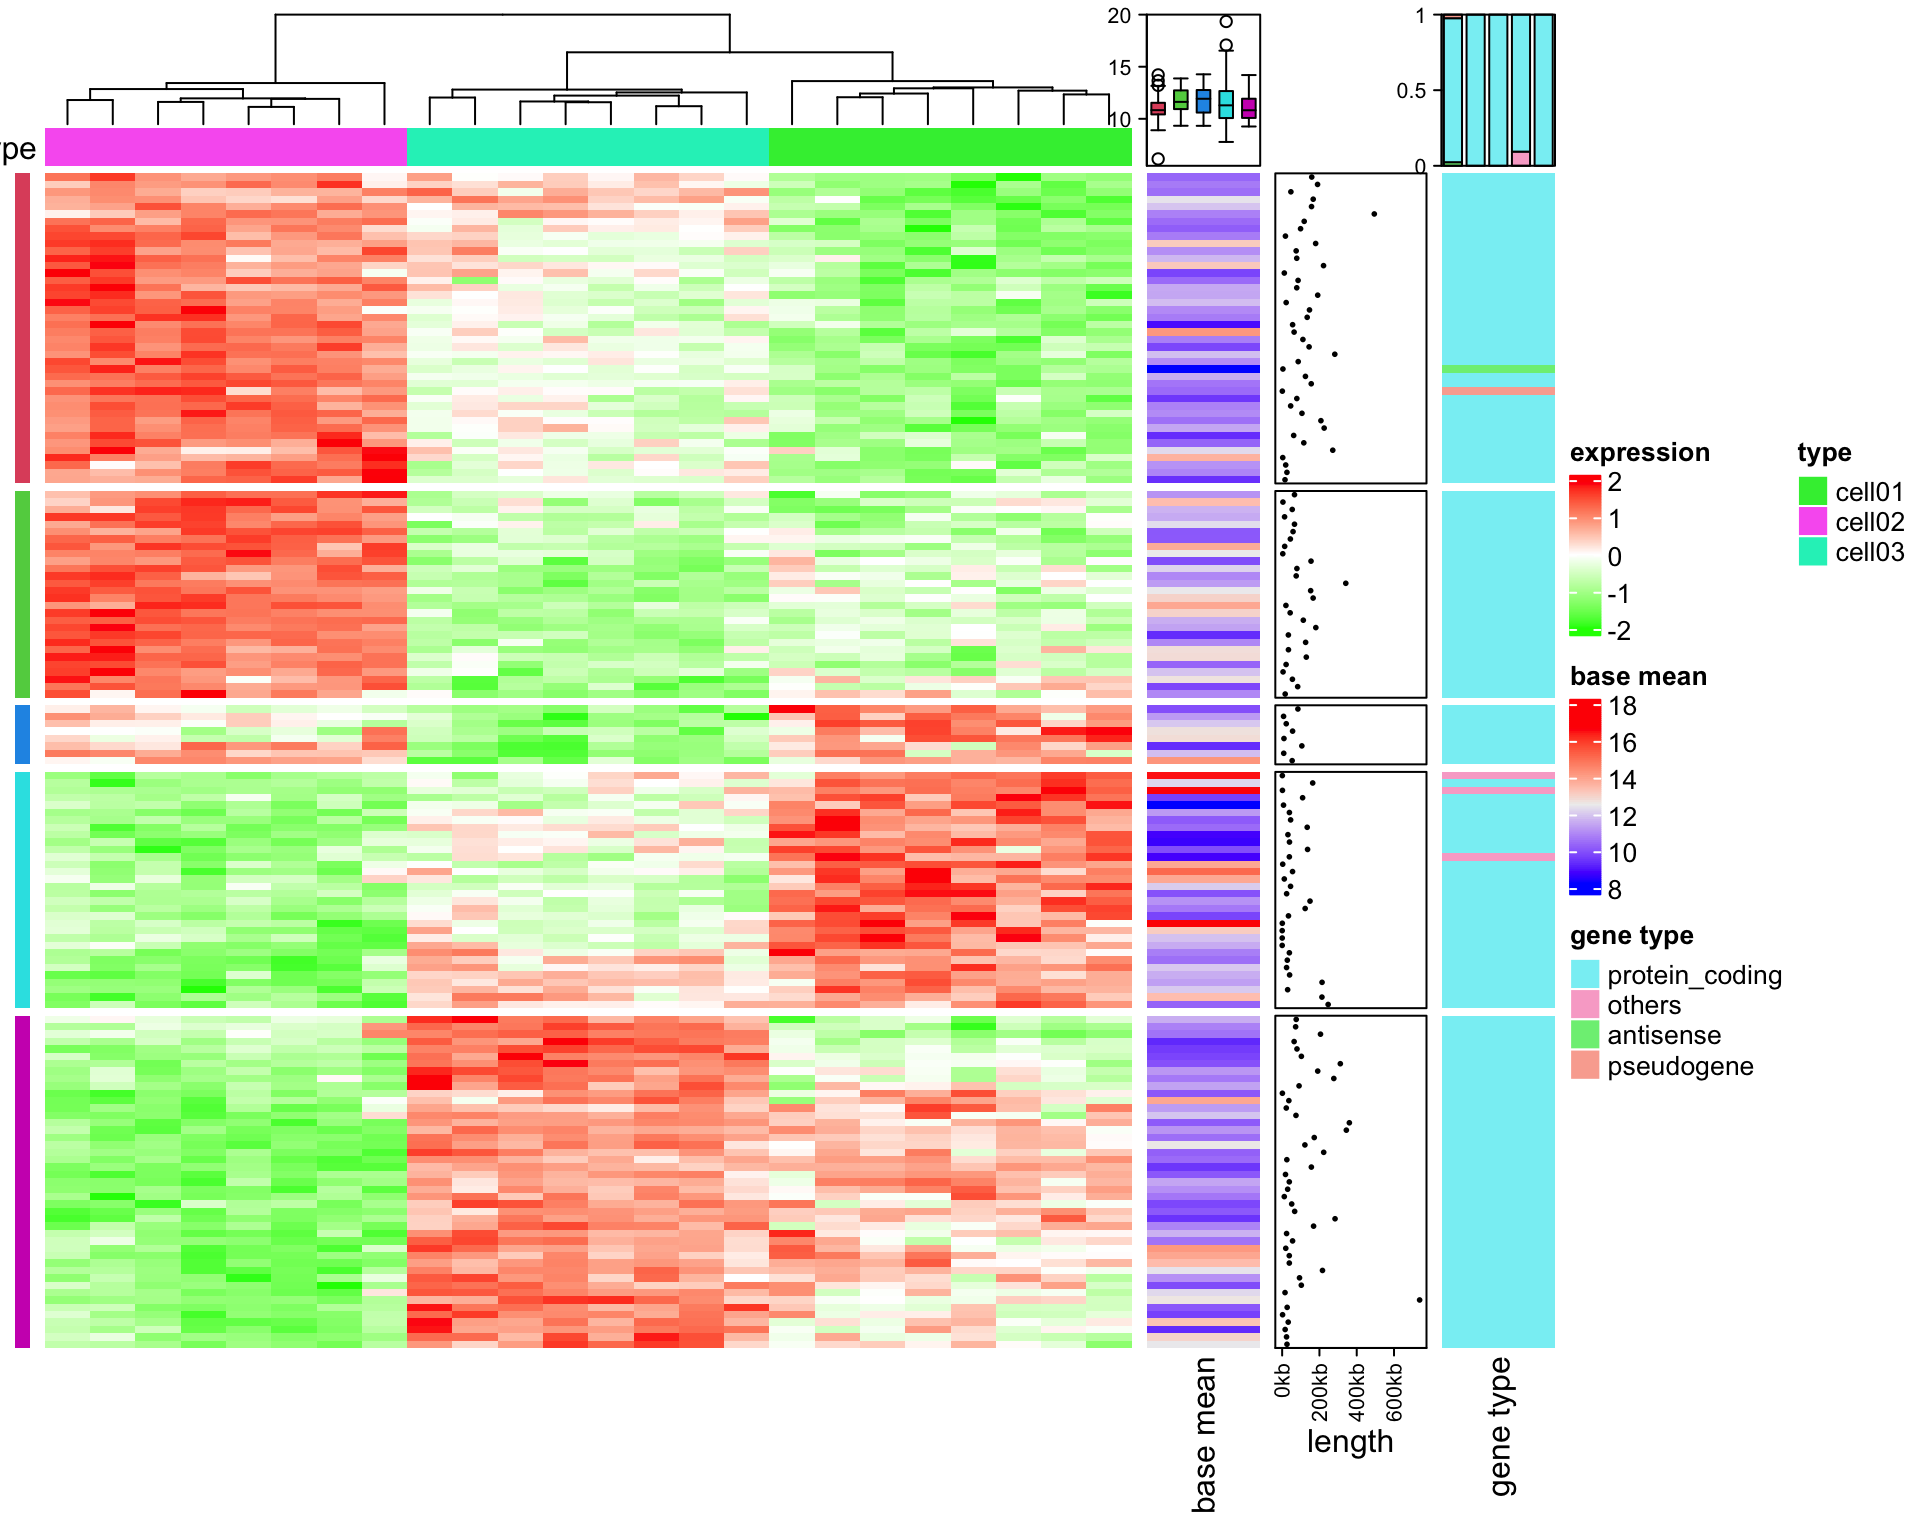 20
15
10
1
0.5
0
ype
expression
2
1
0
-1
-2
type
cell01
cell02
cell03
base mean
18
16
14
12
10
8
gene type
protein_coding
others
antisense
pseudogene
base mean
0kb
200kb
400kb
600kb
length
gene type